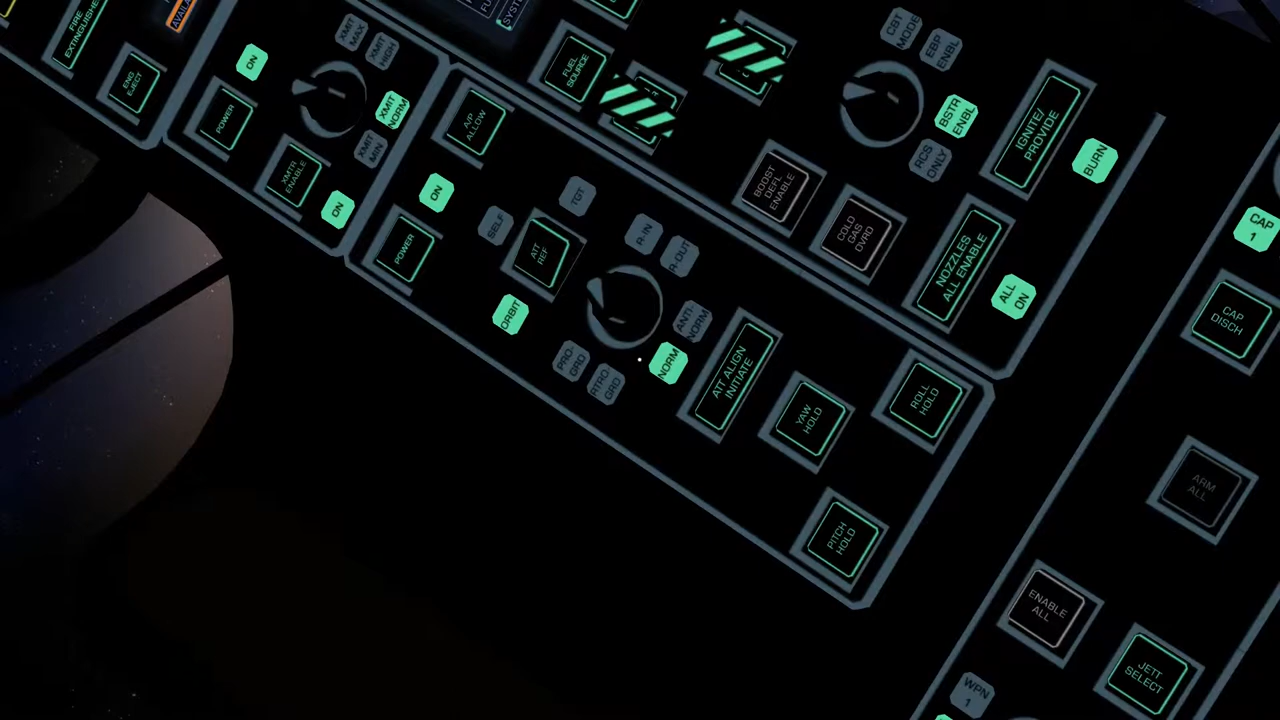 FIRE
EXTINGUISHER
ENG
EJECT
ON
POWER
XMIT
MAX
XMIT
HIGH
XMIT
NORM
XMIT
MIN
XMTR
ENABLE
ON
FUEL
SOURCE
CBT
MODE
EBP
ENBL
BSTR
ENBL
RCS
ONLY
IGNITE/
PROVIDE
BURN
BOOST
DEFL
ENABLE
COLD
GAS
OVRD
NOZZLES
ALL ENABLE
ALL
ON
A/P
ALLOW
ON
POWER
SELF
TGT
ATT
REF
ORBIT
R-IN
R-OUT
ANTI-
NORM
NORM
PRO-
GRD
RTRO-
GRD
ATT ALIGN
INITIATE
YAW
HOLD
ROLL
HOLD
PITCH
HOLD
CAP
1
CAP
DISCH
ARM
ALL
ENABLE
ALL
JETT
SELECT
WPN
1